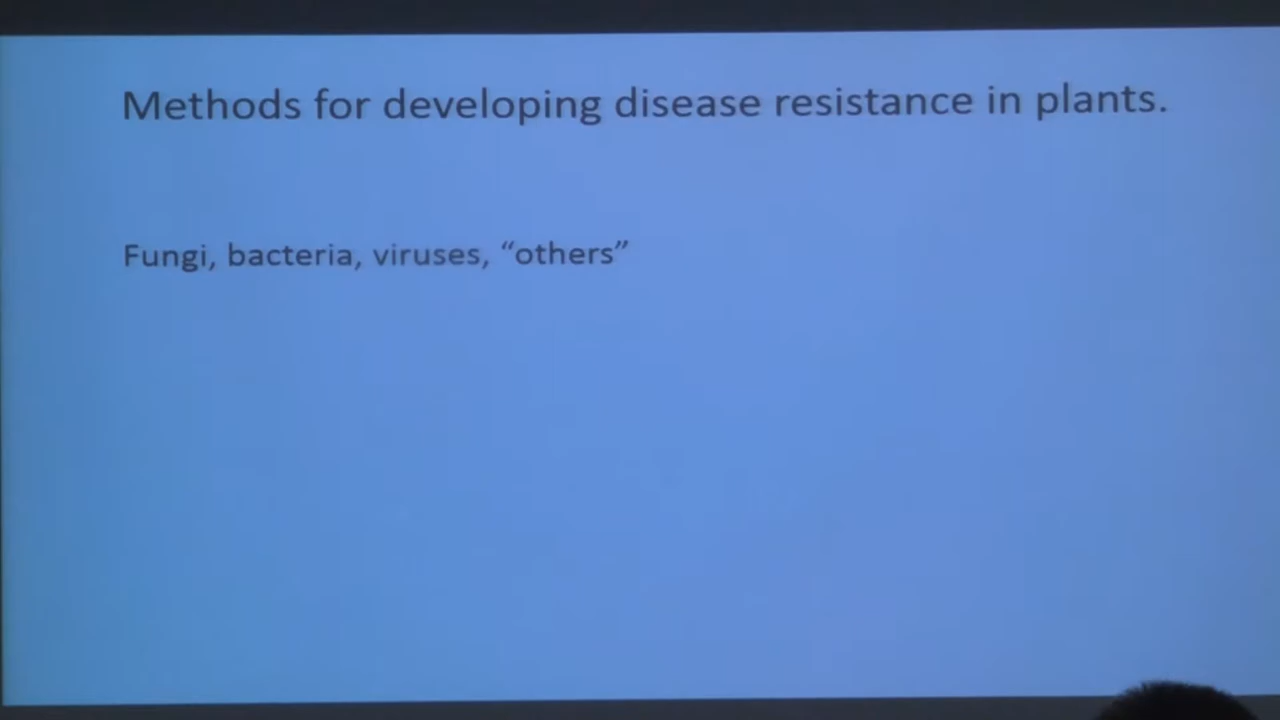 Methods for developing disease resistance in plants.
Fungi, bacteria, viruses, “others”